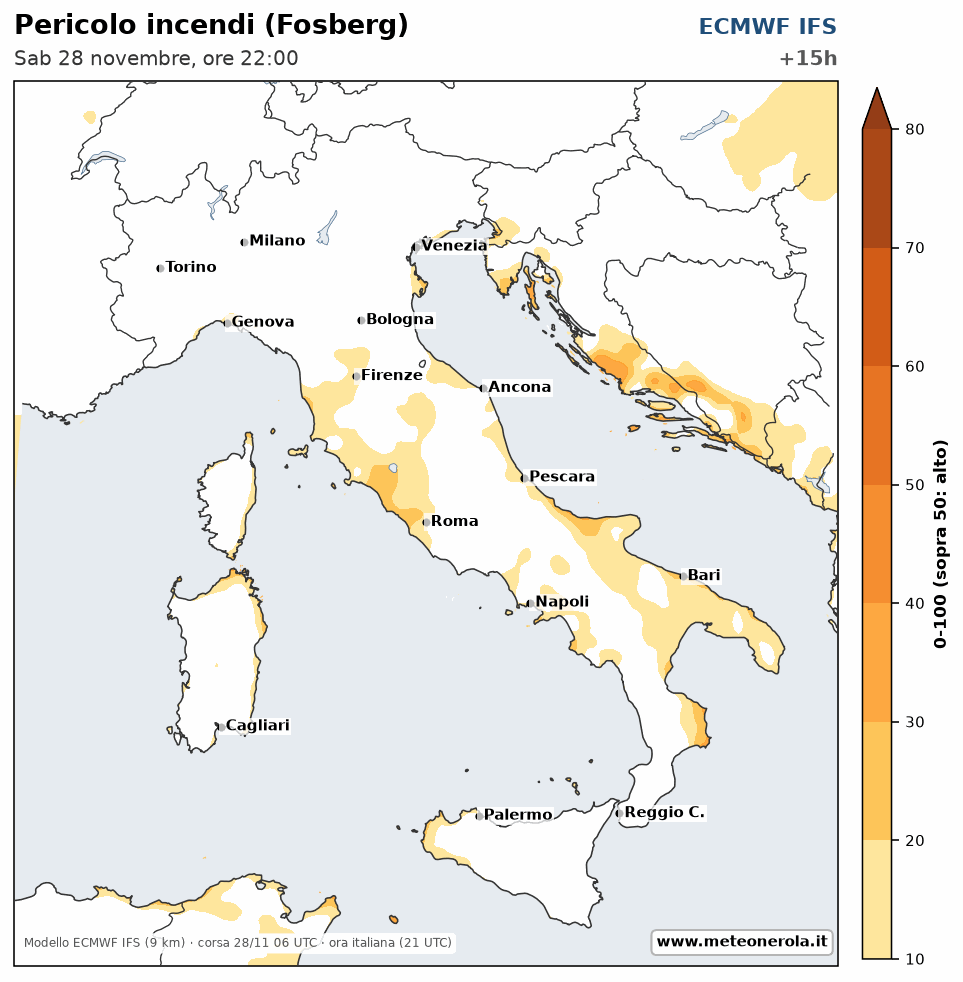 Pericolo incendi (Fosberg)
ECMWF IFS
Sab 28 novembre, ore 22:00
+15h
80
70
60
50
40
30
20
10
0-100 (sopra 50: alto)
Milano
Venezia
Torino
Genova
Bologna
Firenze
Ancona
Pescara
Roma
Bari
Napoli
Cagliari
Palermo
Reggio C.
Modello ECMWF IFS (9 km) · corsa 28/11 06 UTC · ora italiana (21 UTC)
www.meteonerola.it